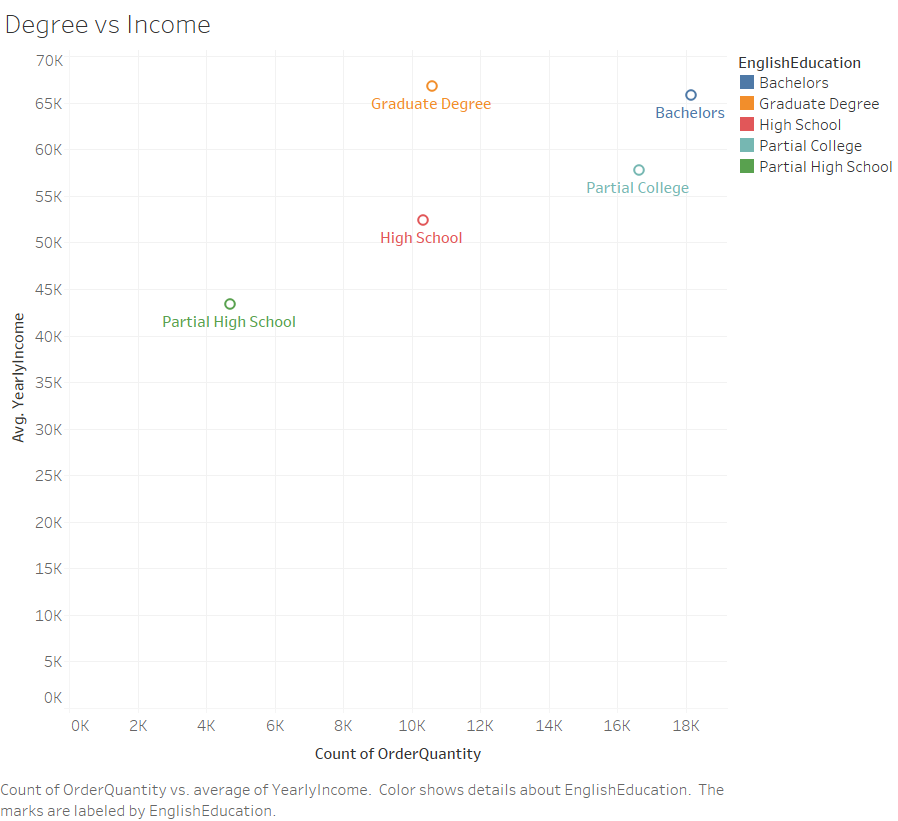 Degree vs Income
70K
65K
60K
55K
50K
45K
40K
35K
30K
25K
20K
15K
10K
5K
0K
Avg. YearlyIncome
Graduate Degree
Bachelors
Partial College
High School
Partial High School
0K 2K 4K 6K 8K 10K 12K 14K 16K 18K
Count of OrderQuantity
EnglishEducation
Bachelors
Graduate Degree
High School
Partial College
Partial High School
Count of OrderQuantity vs. average of YearlyIncome. Color shows details about EnglishEducation. The
marks are labeled by EnglishEducation.